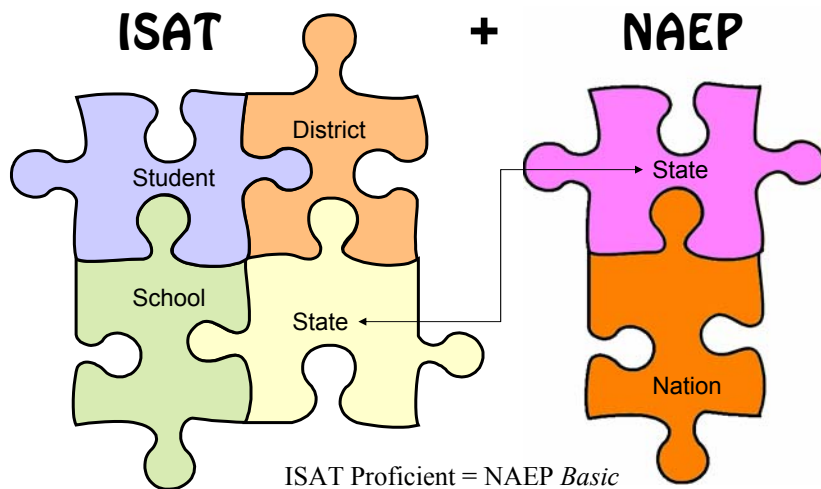 ISAT + NAEP
District
Student
State
School
State
Nation
ISAT Proficient = NAEP Basic